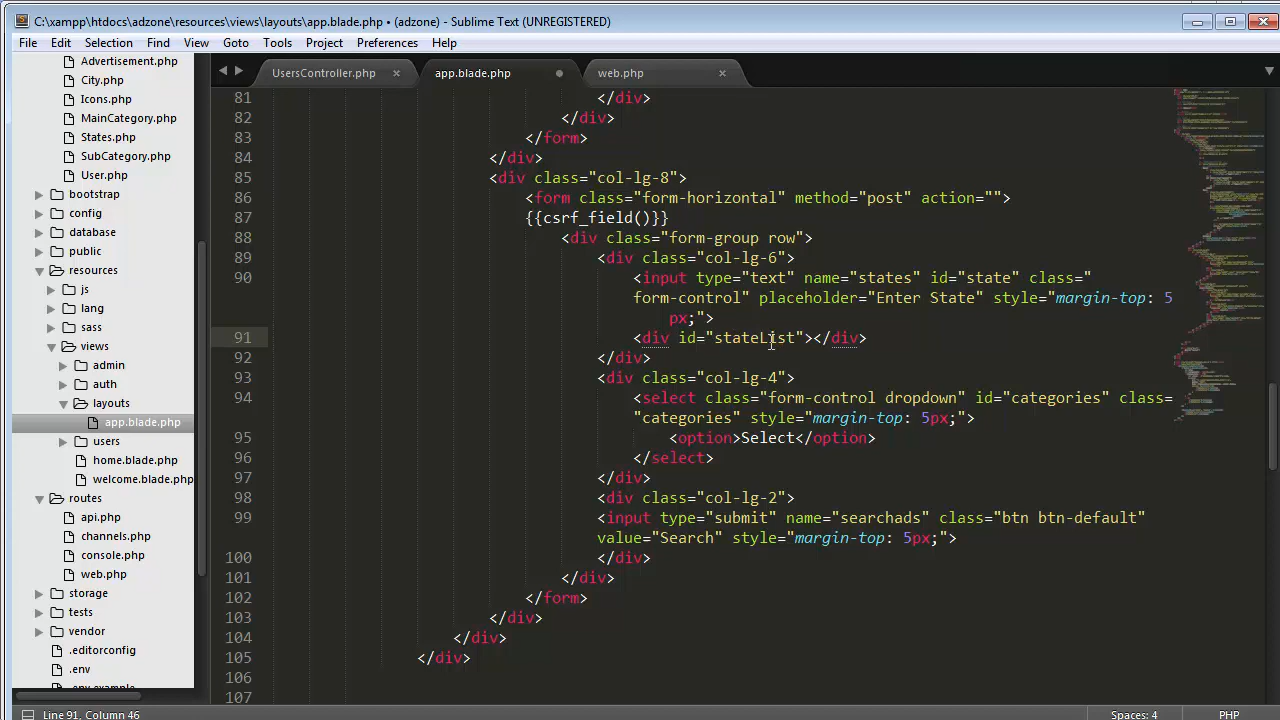 C:\xampp\htdocs\adzone\resources\views\layouts\app.blade.php • (adzone) - Sublime Text (UNREGISTERED)
File Edit Selection Find View Goto Tools Project Preferences Help
Advertisement.php
City.php
Icons.php
MainCategory.php
States.php
SubCategory.php
User.php
bootstrap
config
database
public
resources
js
lang
sass
views
admin
auth
layouts
app.blade.php
users
home.blade.php
welcome.blade.php
routes
api.php
channels.php
console.php
web.php
storage
tests
vendor
.editorconfig
.env
.env.example
UsersController.php × app.blade.php web.php ×
81 </div>
82 </div>
83 </form>
84 </div>
85 <div class="col-lg-8">
86 <form class="form-horizontal" method="post" action="">
87 {{csrf_field()}}
88 <div class="form-group row">
89 <div class="col-lg-6">
90 <input type="text" name="states" id="state" class="
form-control" placeholder="Enter State" style="margin-top: 5
px;">
91 <div id="stateList"></div>
92 </div>
93 <div class="col-lg-4">
94 <select class="form-control dropdown" id="categories" class=
"categories" style="margin-top: 5px;">
95 <option>Select</option>
96 </select>
97 </div>
98 <div class="col-lg-2">
99 <input type="submit" name="searchads" class="btn btn-default"
value="Search" style="margin-top: 5px;">
100 </div>
101 </div>
102 </form>
103 </div>
104 </div>
105 </div>
106
107
Line 91, Column 46 Spaces: 4 PHP